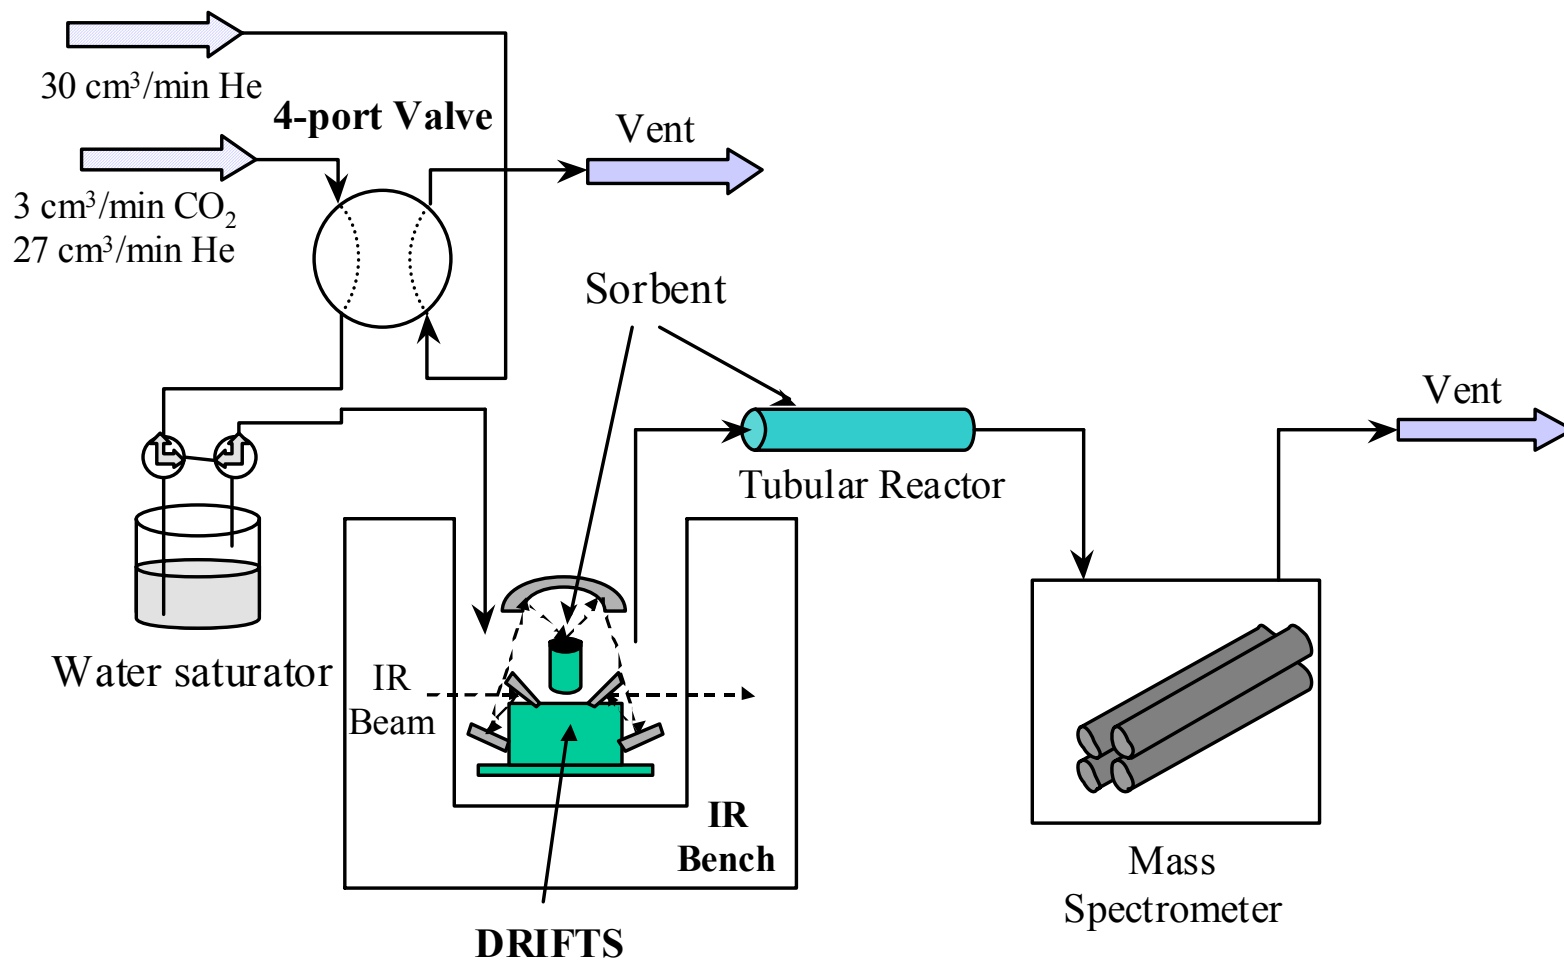 30 cm³/min He
4-port Valve
Vent
3 cm³/min CO₂
27 cm³/min He
Sorbent
Vent
Tubular Reactor
Water saturator
IR
Beam
IR
Bench
Mass
Spectrometer
DRIFTS